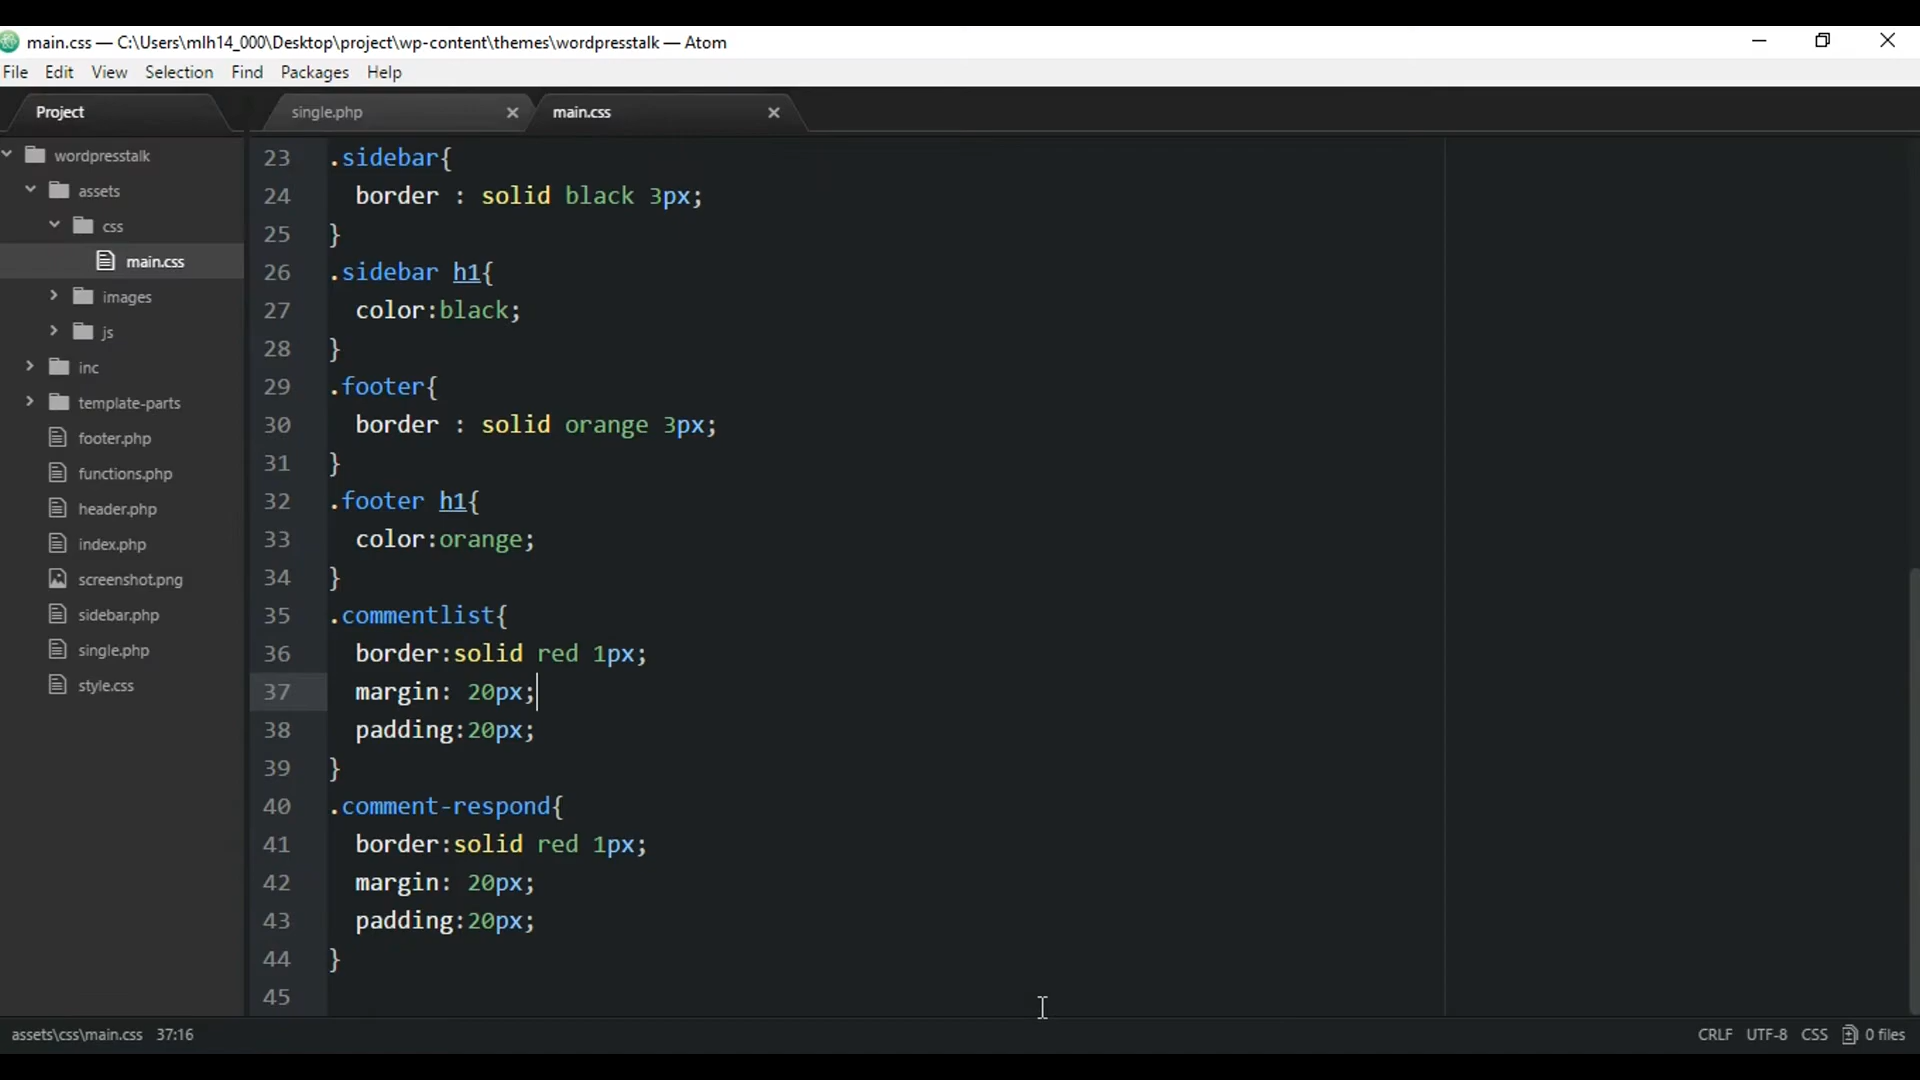 main.css — C:\Users\mlh14_000\Desktop\project\wp-content\themes\wordpresstalk — Atom
File Edit View Selection Find Packages Help
Project
single.php
main.css
wordpresstalk
assets
css
main.css
images
js
inc
template-parts
footer.php
functions.php
header.php
index.php
screenshot.png
sidebar.php
single.php
style.css
23 .sidebar{
24 border : solid black 3px;
25 }
26 .sidebar h1{
27 color:black;
28 }
29 .footer{
30 border : solid orange 3px;
31 }
32 .footer h1{
33 color:orange;
34 }
35 .commentlist{
36 border:solid red 1px;
37 margin: 20px;
38 padding:20px;
39 }
40 .comment-respond{
41 border:solid red 1px;
42 margin: 20px;
43 padding:20px;
44 }
45
assets\css\main.css 37:16
CRLF UTF-8 CSS 0 files